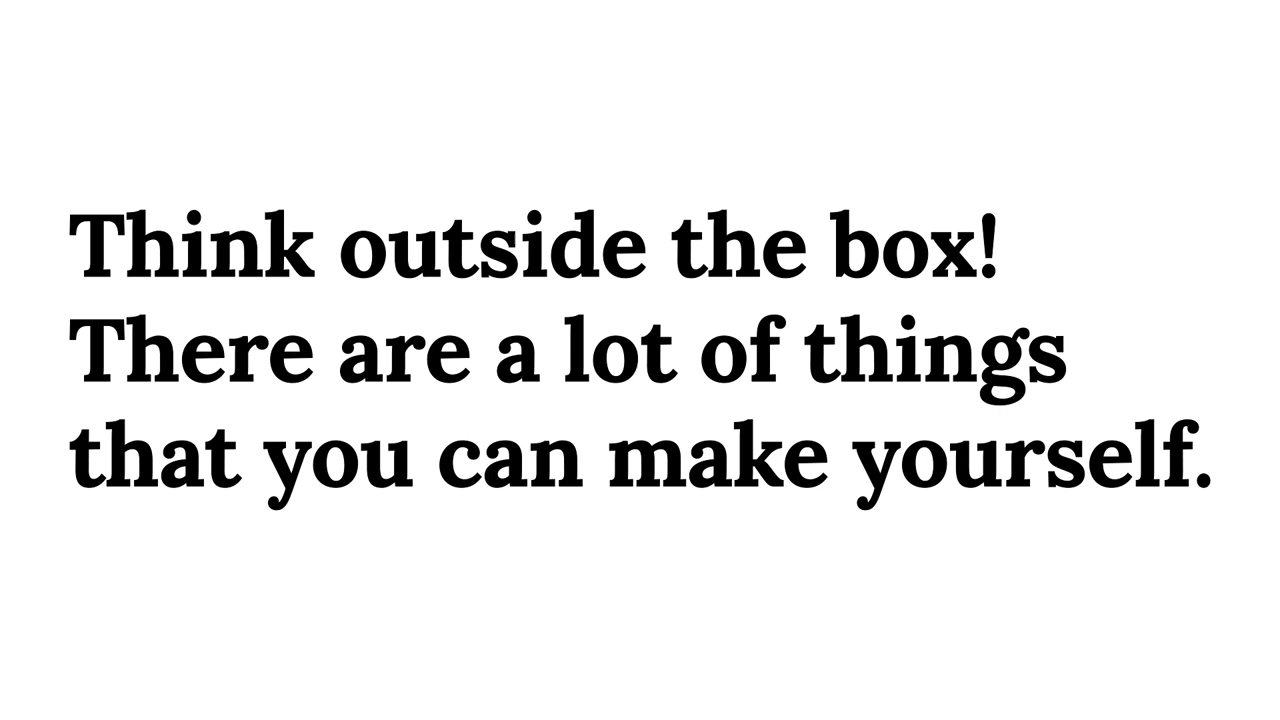 Think outside the box!
There are a lot of things
that you can make yourself.